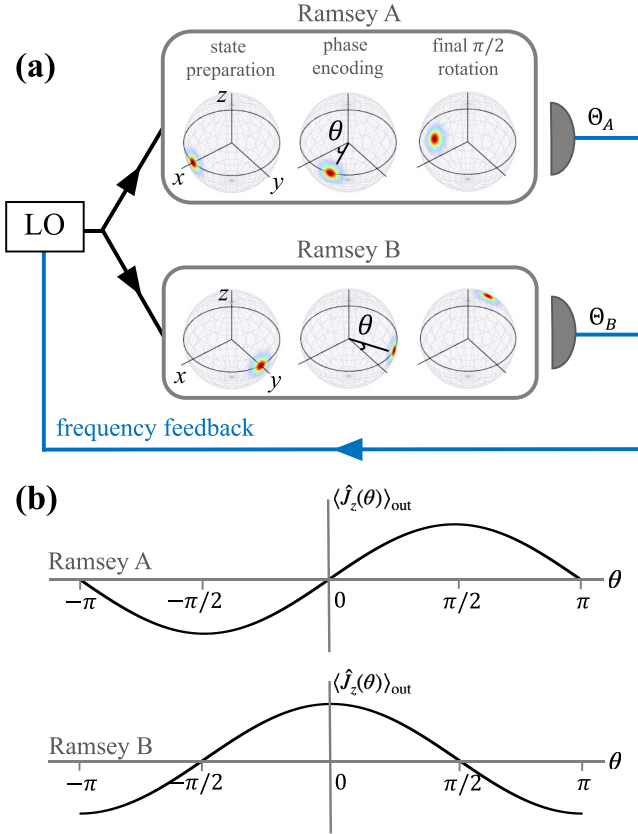 Ramsey A
(a)
state preparation
phase encoding
final π/2 rotation
z
x
y
θ
Θ_A
LO
Ramsey B
z
x
y
θ
Θ_B
frequency feedback
(b)
⟨Ĵ_z(θ)⟩_out
Ramsey A
θ
−π
−π/2
0
π/2
π
⟨Ĵ_z(θ)⟩_out
Ramsey B
θ
−π
−π/2
0
π/2
π